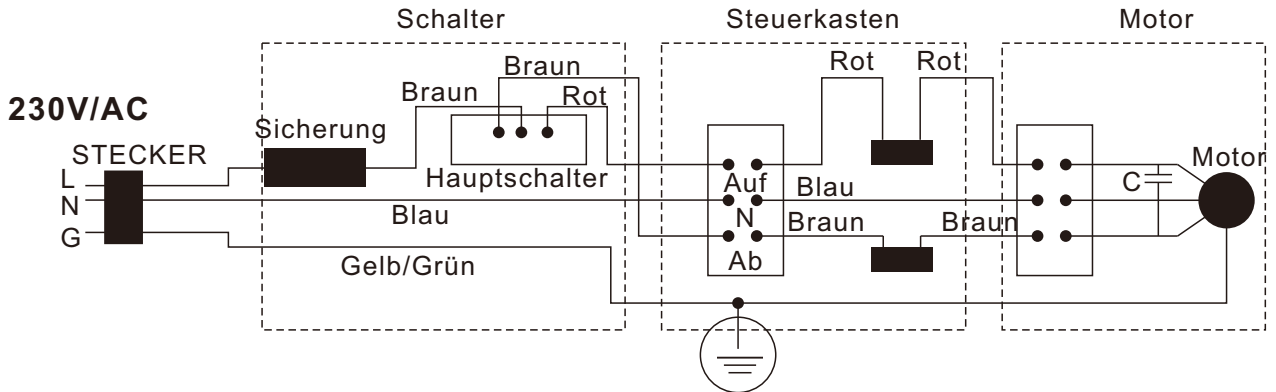 Schalter
Steuerkasten
Motor
230V/AC
STECKER
L
N
G
Sicherung
Braun
Braun
Rot
Hauptschalter
Blau
Gelb/Grün
Auf
N
Ab
Rot
Rot
Blau
Braun
Braun
C
Motor